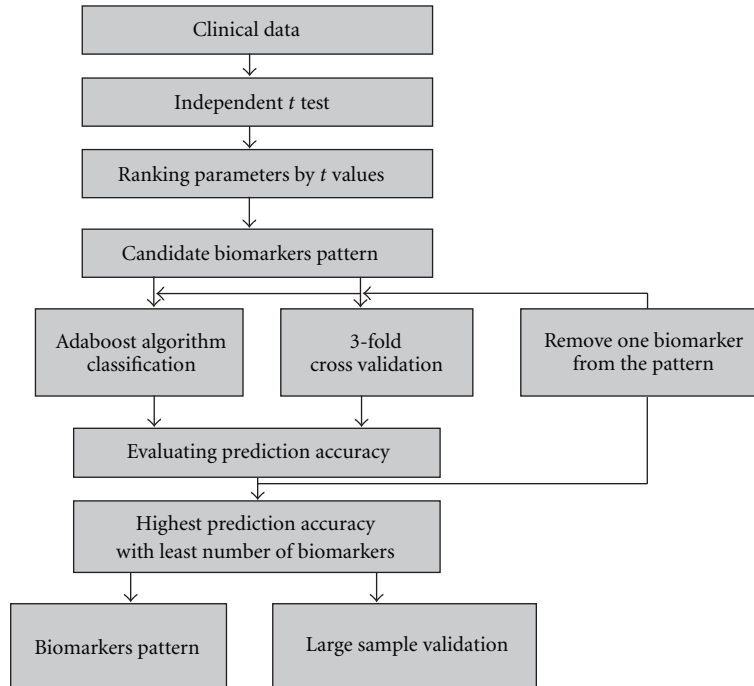 Clinical data
Independent t test
Ranking parameters by t values
Candidate biomarkers pattern
Adaboost algorithm
classification
3-fold
cross validation
Remove one biomarker
from the pattern
Evaluating prediction accuracy
Highest prediction accuracy
with least number of biomarkers
Biomarkers pattern
Large sample validation